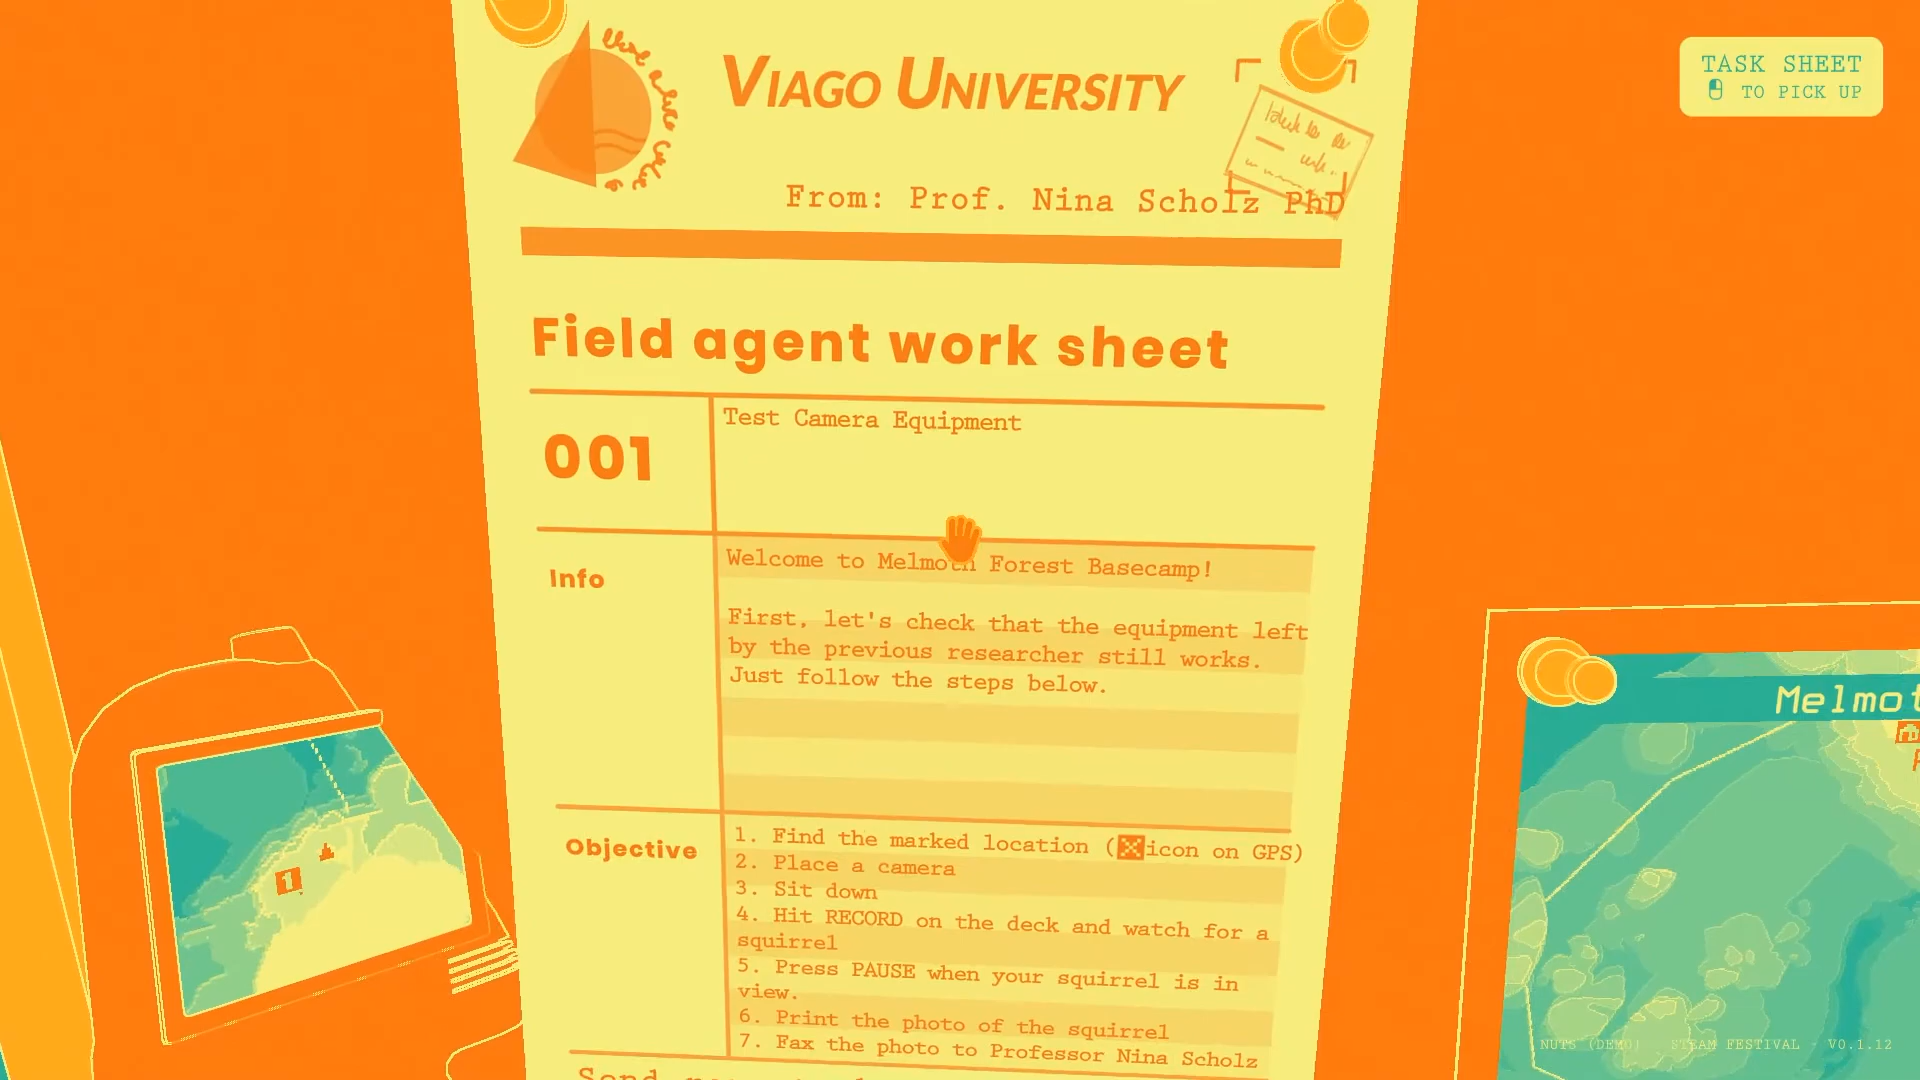 TASK SHEET
TO PICK UP
VIAGO UNIVERSITY
From: Prof. Nina Scholz PhD
Field agent work sheet
001
Test Camera Equipment
Info
Welcome to Melmoth Forest Basecamp!
First, let's check that the equipment left
by the previous researcher still works.
Just follow the steps below.
Objective
1. Find the marked location (icon on GPS)
2. Place a camera
3. Sit down
4. Hit RECORD on the deck and watch for a
squirrel
5. Press PAUSE when your squirrel is in
view.
6. Print the photo of the squirrel
7. Fax the photo to Professor Nina Scholz
1
Melmot
NUTS (DEMO) - STEAM FESTIVAL - V0.1.12